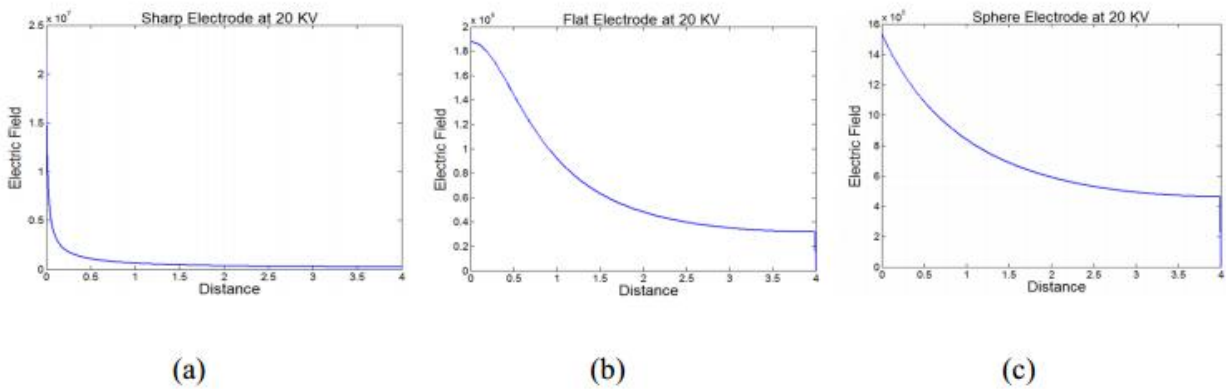 Sharp Electrode at 20 KV
x 10⁷
2.5
2
1.5
1
0.5
0
0 0.5 1 1.5 2 2.5 3 3.5 4
Electric Field
Distance
(a)
Flat Electrode at 20 KV
2
1.8
1.6
1.4
1.2
1
0.8
0.6
0.4
0.2
0
0 0.5 1 1.5 2 2.5 3 3.5 4
Electric Field
Distance
(b)
Sphere Electrode at 20 KV
16
14
12
10
8
6
4
2
0
0 0.5 1 1.5 2 2.5 3 3.5 4
Electric Field
Distance
(c)